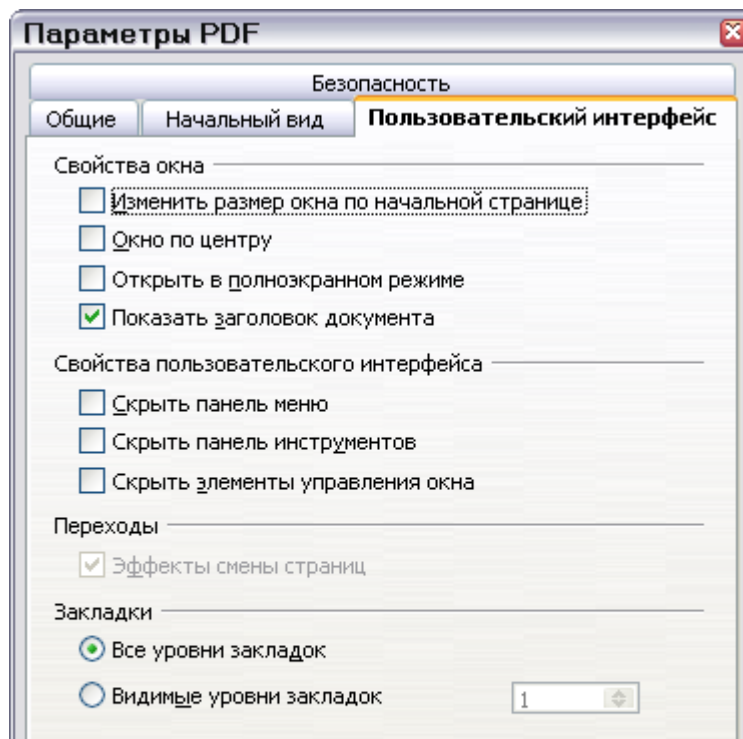 Параметры PDF
Безопасность
Общие Начальный вид Пользовательский интерфейс
Свойства окна
Изменить размер окна по начальной странице
Окно по центру
Открыть в полноэкранном режиме
Показать заголовок документа
Свойства пользовательского интерфейса
Скрыть панель меню
Скрыть панель инструментов
Скрыть элементы управления окна
Переходы
Эффекты смены страниц
Закладки
Все уровни закладок
Видимые уровни закладок 1